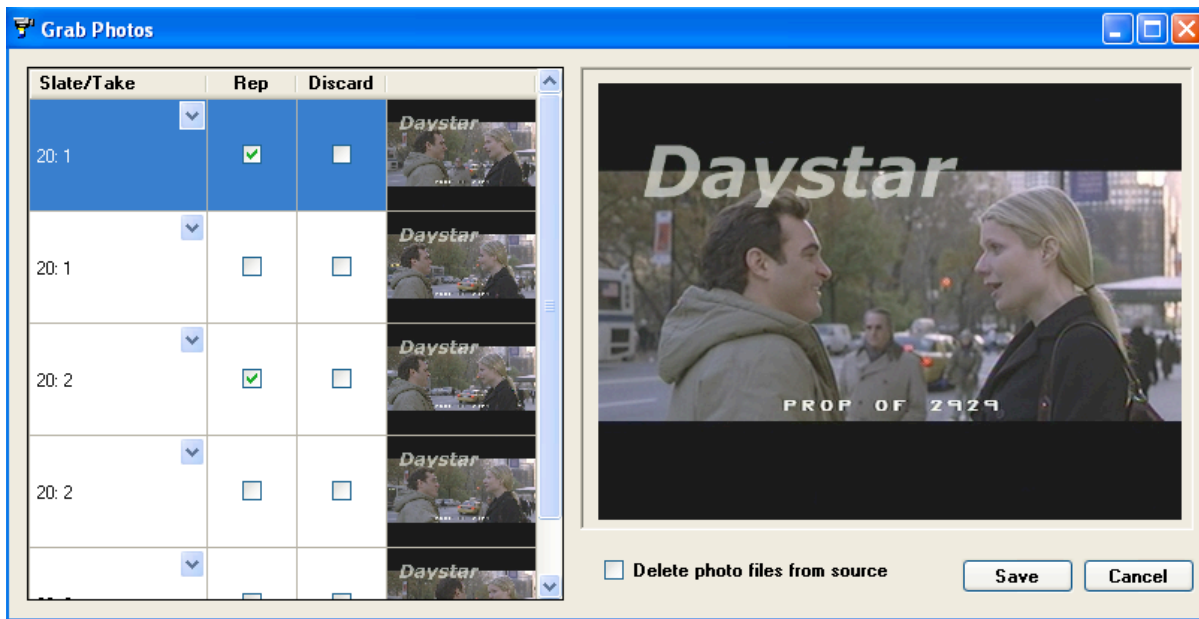 Grab Photos
Slate/Take Rep Discard
20: 1
Daystar
20: 1
Daystar
20: 2
Daystar
20: 2
Daystar
Daystar
Daystar
PROP OF 2929
Delete photo files from source
Save Cancel